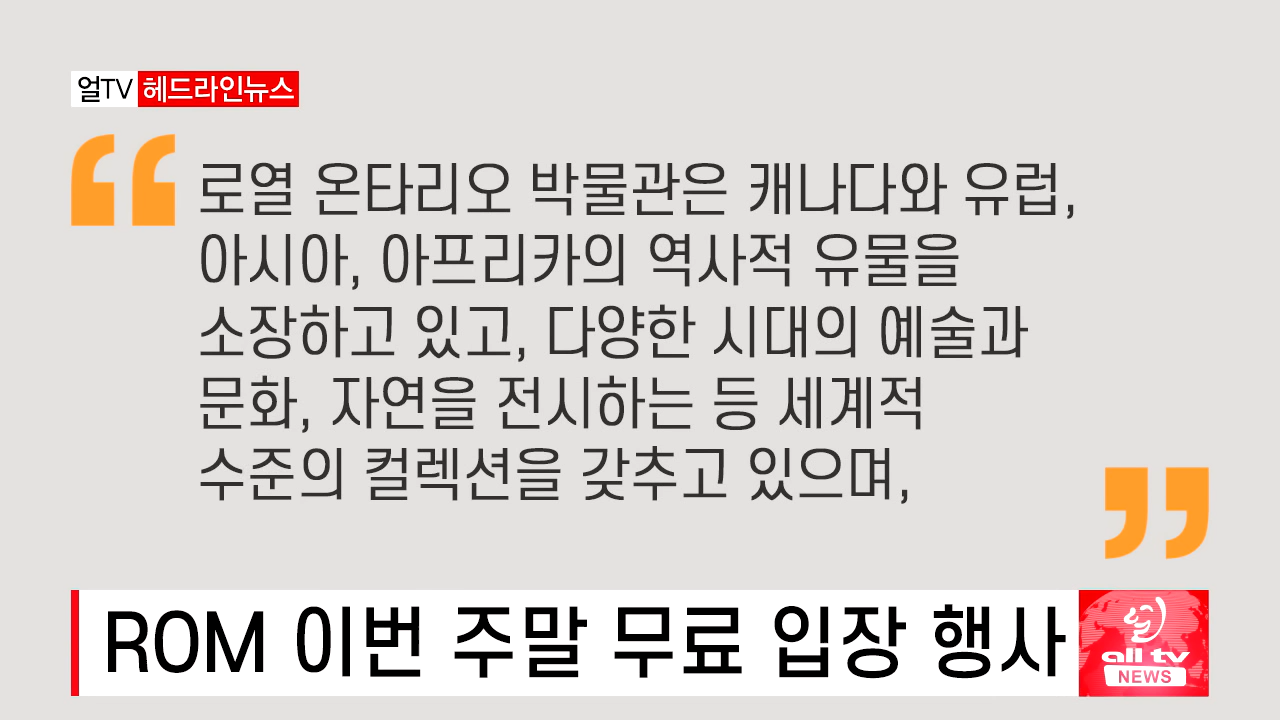 얼TV 헤드라인뉴스
로열 온타리오 박물관은 캐나다와 유럽,
아시아, 아프리카의 역사적 유물을
소장하고 있고, 다양한 시대의 예술과
문화, 자연을 전시하는 등 세계적
수준의 컬렉션을 갖추고 있으며,
ROM 이번 주말 무료 입장 행사
얼
all tv
NEWS